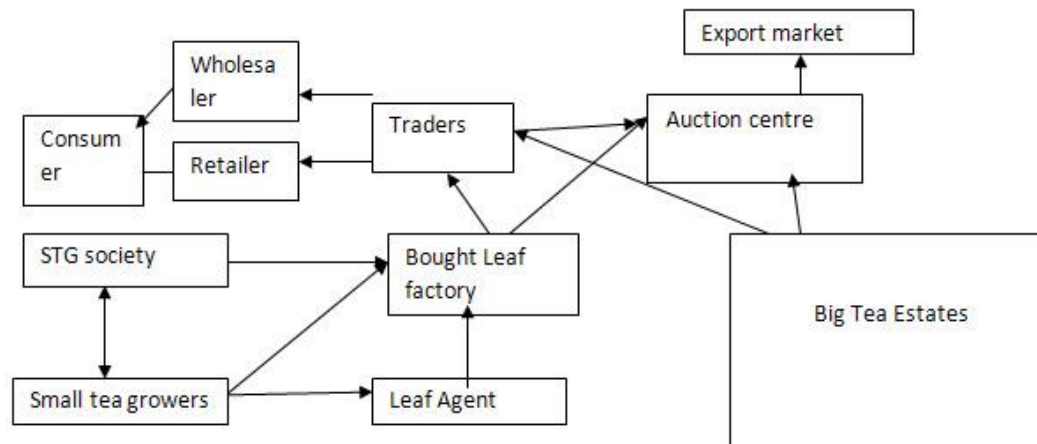 Export market
Wholesa
ler
Traders
Auction centre
Consum
er
Retailer
STG society
Bought Leaf
factory
Big Tea Estates
Small tea growers
Leaf Agent